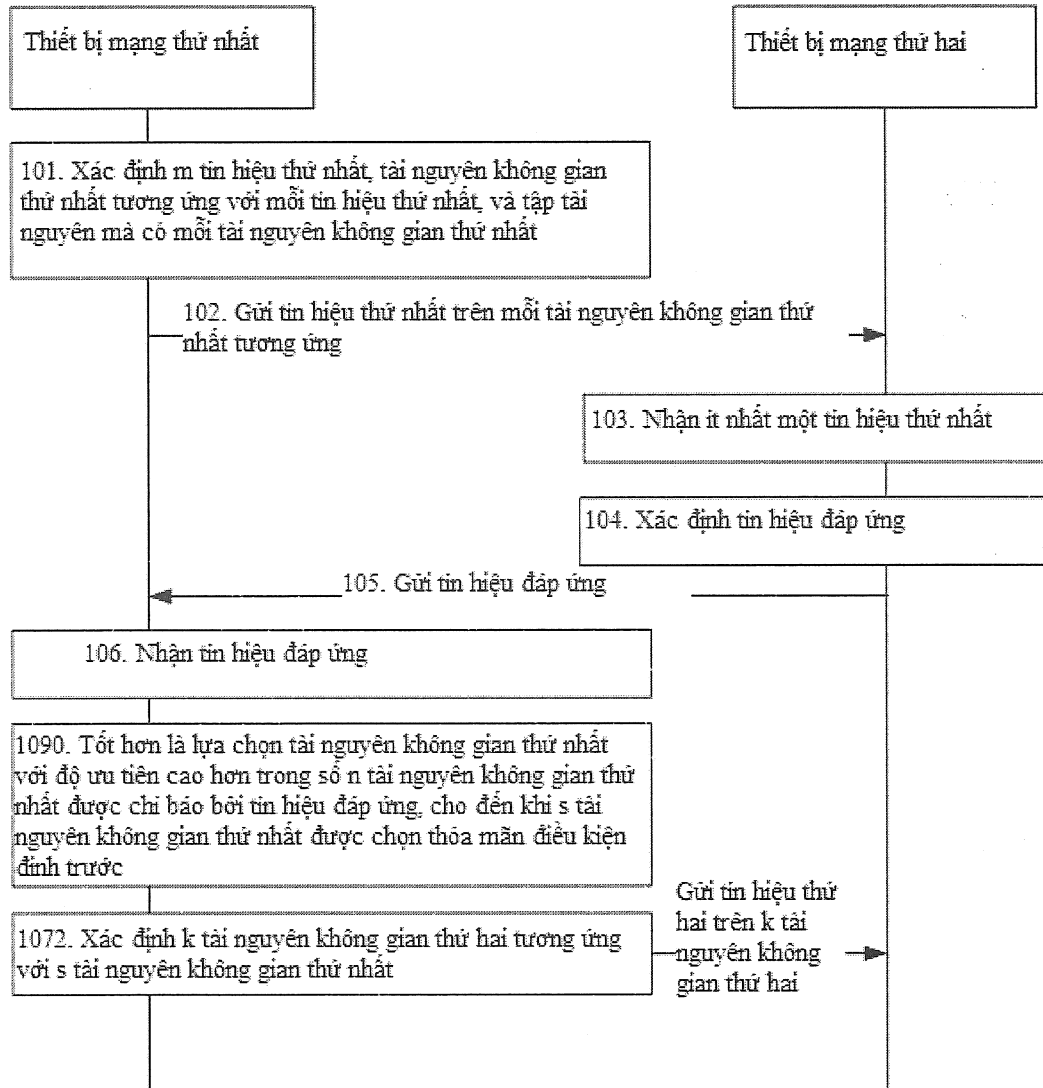 Thiết bị mạng thứ nhất
Thiết bị mạng thứ hai
101. Xác định m tín hiệu thứ nhất, tài nguyên không gian
thứ nhất tương ứng với mỗi tín hiệu thứ nhất, và tập tài
nguyên mà có mỗi tài nguyên không gian thứ nhất
102. Gửi tín hiệu thứ nhất trên mỗi tài nguyên không gian thứ
nhất tương ứng
103. Nhận ít nhất một tín hiệu thứ nhất
104. Xác định tín hiệu đáp ứng
105. Gửi tín hiệu đáp ứng
106. Nhận tín hiệu đáp ứng
1090. Tốt hơn là lựa chọn tài nguyên không gian thứ nhất
với độ ưu tiên cao hơn trong số n tài nguyên không gian thứ
nhất được chỉ báo bởi tín hiệu đáp ứng, cho đến khi s tài
nguyên không gian thứ nhất được chọn thỏa mãn điều kiện
định trước
1072. Xác định k tài nguyên không gian thứ hai tương ứng
với s tài nguyên không gian thứ nhất
Gửi tín hiệu thứ
hai trên k tài
nguyên không
gian thứ hai